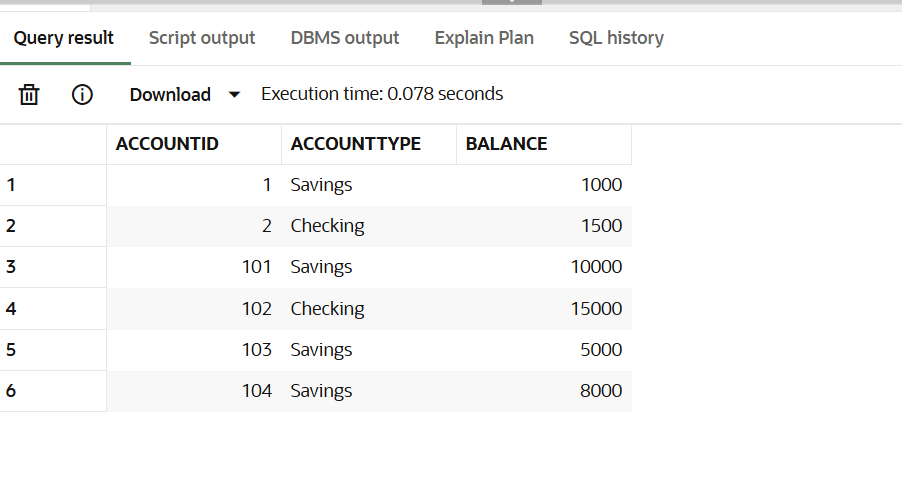 Query result Script output DBMS output Explain Plan SQL history
Download Execution time: 0.078 seconds
ACCOUNTID ACCOUNTTYPE BALANCE
1 1 Savings 1000
2 2 Checking 1500
3 101 Savings 10000
4 102 Checking 15000
5 103 Savings 5000
6 104 Savings 8000